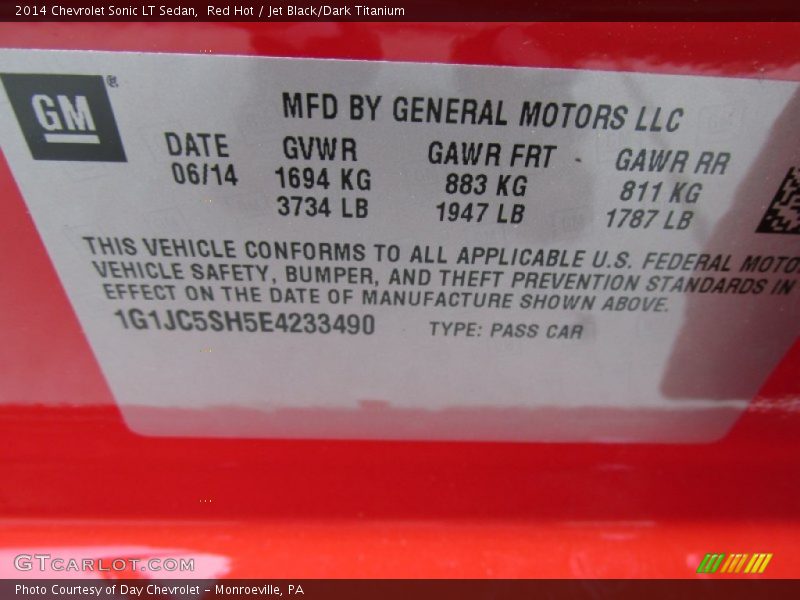 2014 Chevrolet Sonic LT Sedan,  Red Hot / Jet Black/Dark Titanium
GM®
MFD BY GENERAL MOTORS LLC
DATE GVWR GAWR FRT GAWR RR
06/14 1694 KG 883 KG 811 KG
3734 LB 1947 LB 1787 LB
THIS VEHICLE CONFORMS TO ALL APPLICABLE U.S. FEDERAL MOTO
VEHICLE SAFETY, BUMPER, AND THEFT PREVENTION STANDARDS IN
EFFECT ON THE DATE OF MANUFACTURE SHOWN ABOVE.
1G1JC5SH5E4233490 TYPE: PASS CAR
GTCARLOT.COM
Photo Courtesy of Day Chevrolet - Monroeville, PA